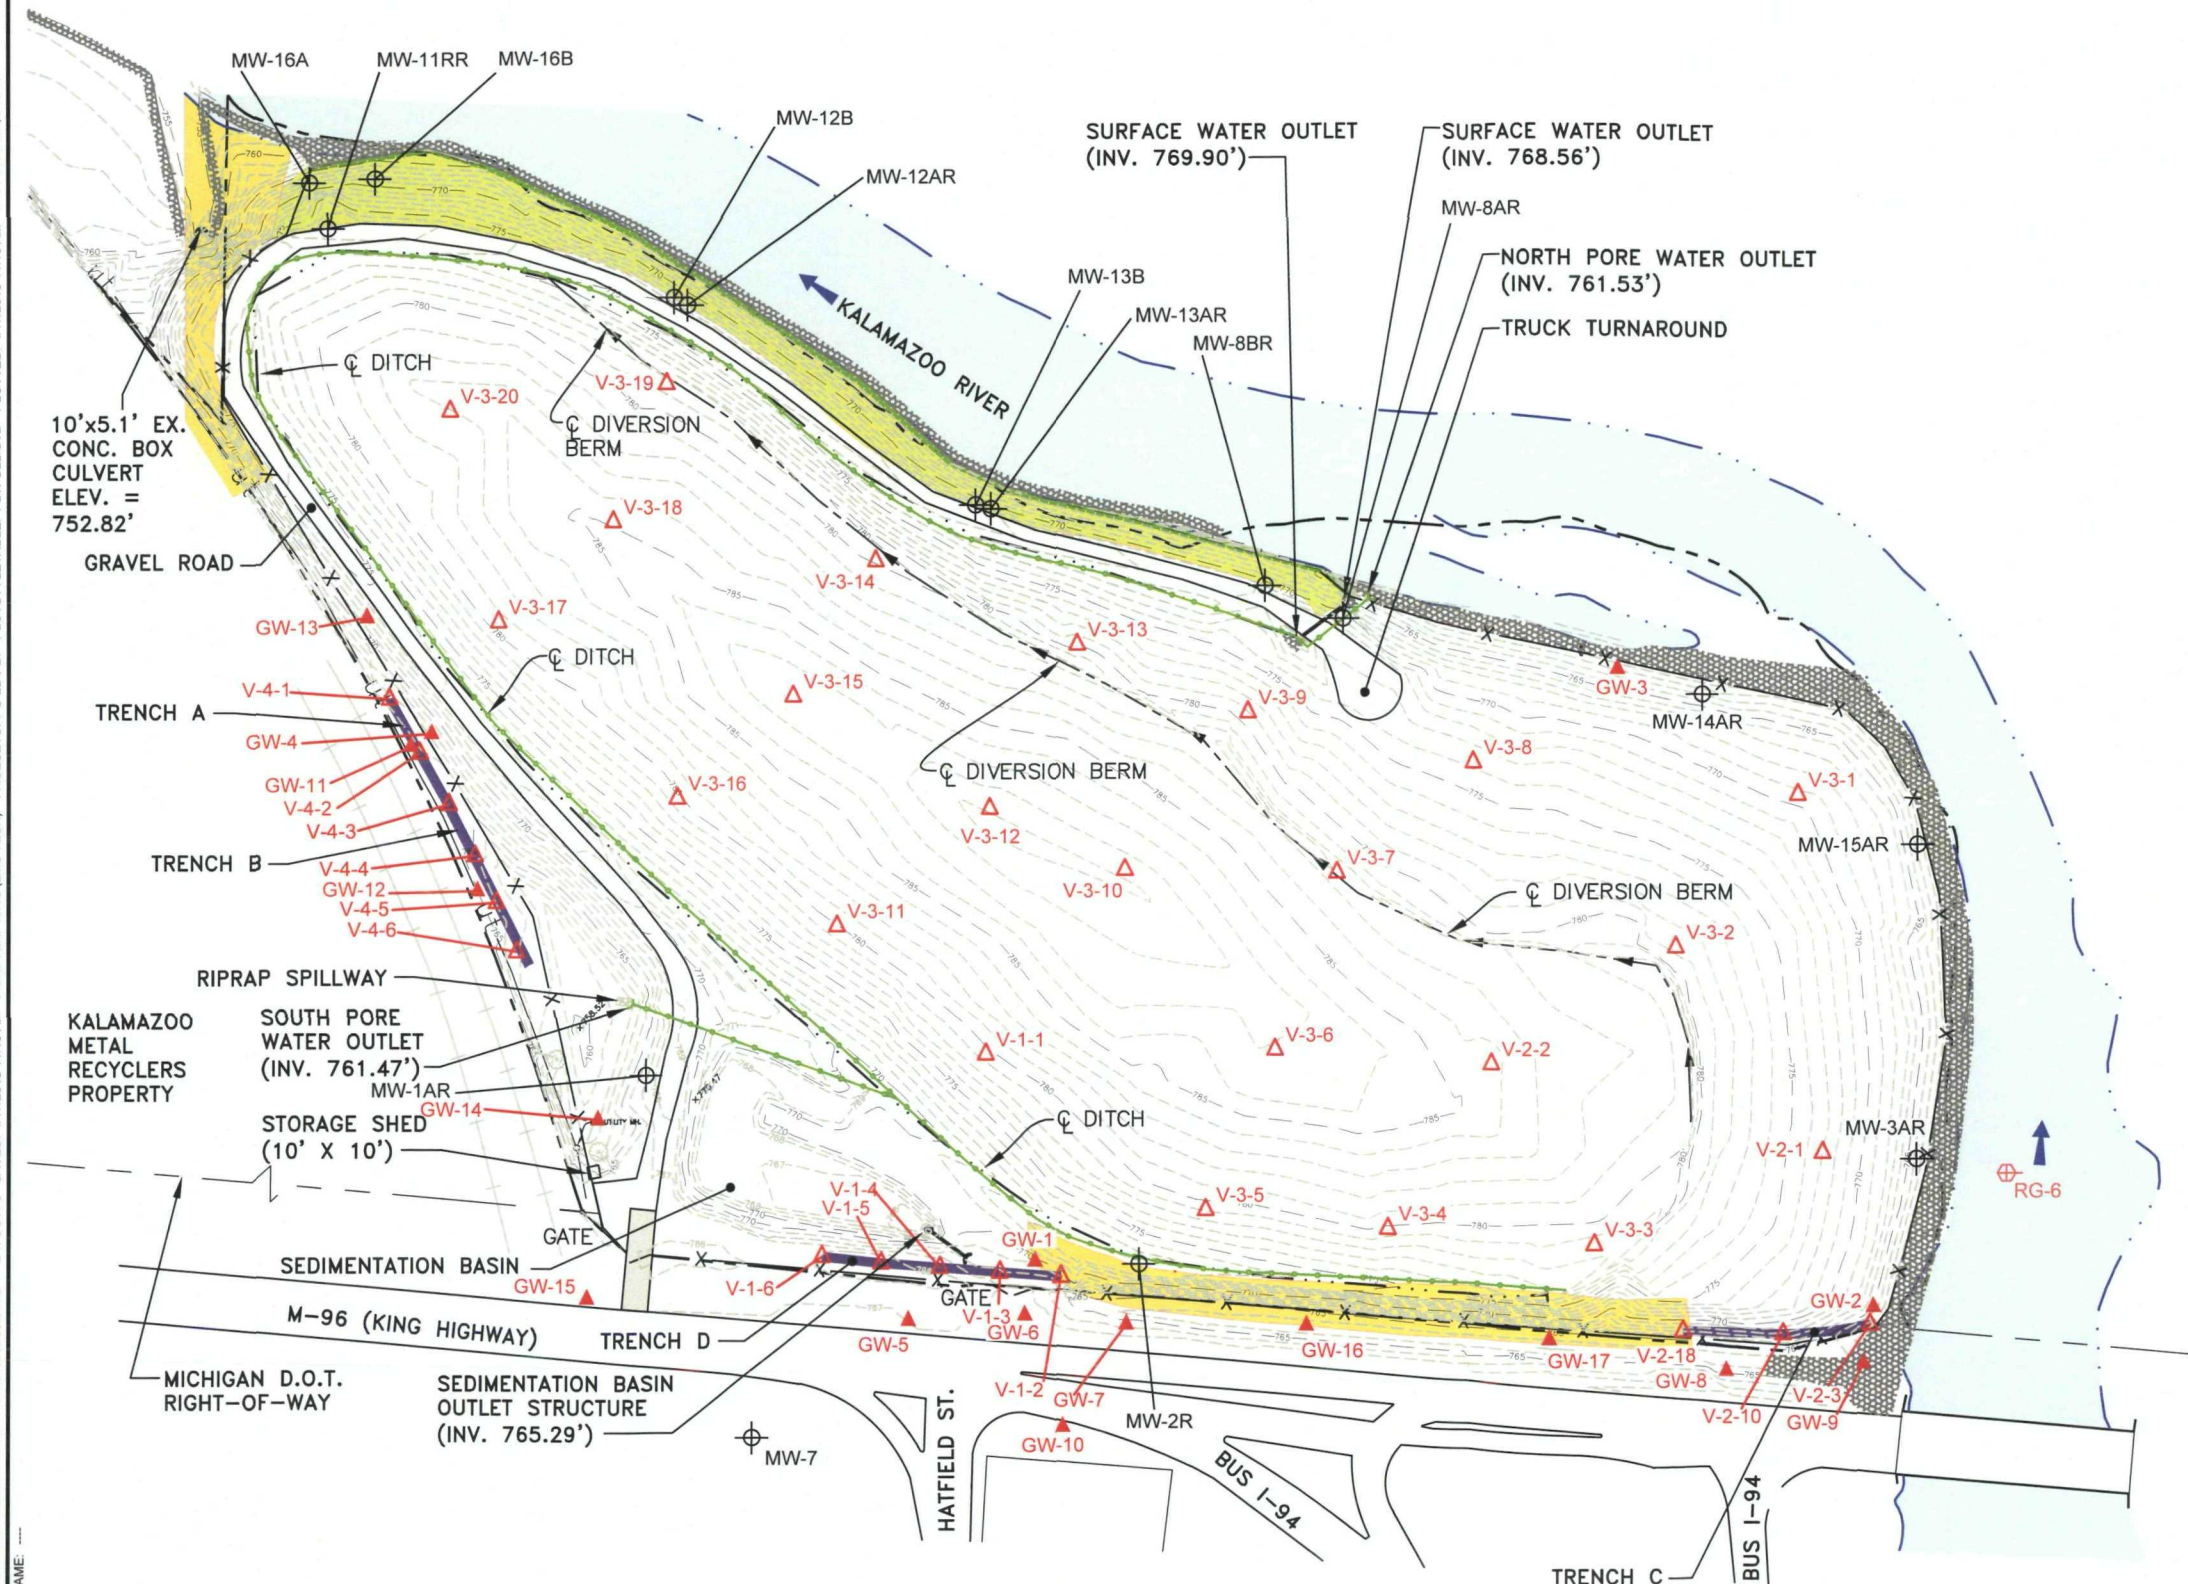 MW-16A
MW-11RR
MW-16B
MW-12B
MW-12AR
SURFACE WATER OUTLET
(INV. 769.90')
SURFACE WATER OUTLET
(INV. 768.56')
MW-8AR
NORTH PORE WATER OUTLET
(INV. 761.53')
TRUCK TURNAROUND
MW-13B
MW-13AR
MW-8BR
KALAMAZOO RIVER
℄ DITCH
V-3-20
V-3-19
℄ DIVERSION
BERM
10'x5.1' EX.
CONC. BOX
CULVERT
ELEV. =
752.82'
GRAVEL ROAD
V-3-18
V-3-14
V-3-17
GW-13
℄ DITCH
V-3-13
V-3-15
V-3-9
GW-3
MW-14AR
V-4-1
TRENCH A
GW-4
GW-11
V-4-2
V-4-3
TRENCH B
V-4-4
GW-12
V-4-5
V-4-6
V-3-16
℄ DIVERSION BERM
V-3-12
V-3-8
V-3-1
MW-15AR
V-3-10
V-3-7
℄ DIVERSION BERM
V-3-11
V-3-2
RIPRAP SPILLWAY
KALAMAZOO
METAL
RECYCLERS
PROPERTY
SOUTH PORE
WATER OUTLET
(INV. 761.47')
MW-1AR
GW-14
UTILITY MH.
STORAGE SHED
(10' X 10')
V-1-1
V-3-6
V-2-2
℄ DITCH
MW-3AR
V-2-1
RG-6
V-3-5
V-3-4
V-3-3
V-1-4
V-1-5
GATE
SEDIMENTATION BASIN
GW-15
GW-1
V-1-6
GATE
V-1-3
GW-6
GW-5
GW-2
M-96 (KING HIGHWAY)
TRENCH D
GW-16
GW-17
V-2-18
GW-8
V-2-3
V-2-10
GW-9
MICHIGAN D.O.T.
RIGHT-OF-WAY
SEDIMENTATION BASIN
OUTLET STRUCTURE
(INV. 765.29')
V-1-2
GW-7
MW-2R
GW-10
MW-7
HATFIELD ST.
BUS I-94
BUS I-94
TRENCH C